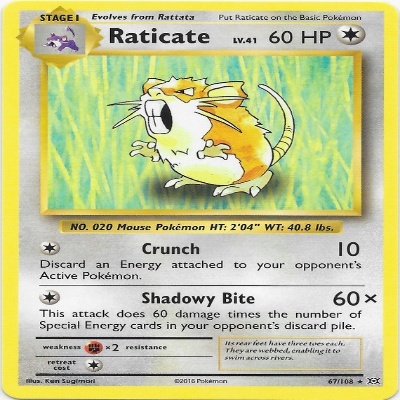 STAGE 1 Evolves from Rattata Put Raticate on the Basic Pokémon
Raticate LV.41 60 HP
NO. 020 Mouse Pokémon HT: 2'04" WT: 40.8 lbs.
Crunch 10
Discard an Energy attached to your opponent's
Active Pokémon.
Shadowy Bite 60×
This attack does 60 damage times the number of
Special Energy cards in your opponent's discard pile.
weakness ×2 resistance
retreat
cost
Its rear feet have three toes each.
They are webbed, enabling it to
swim across rivers.
Illus. Ken Sugimori ©2016 Pokémon 67/108 ★ XY